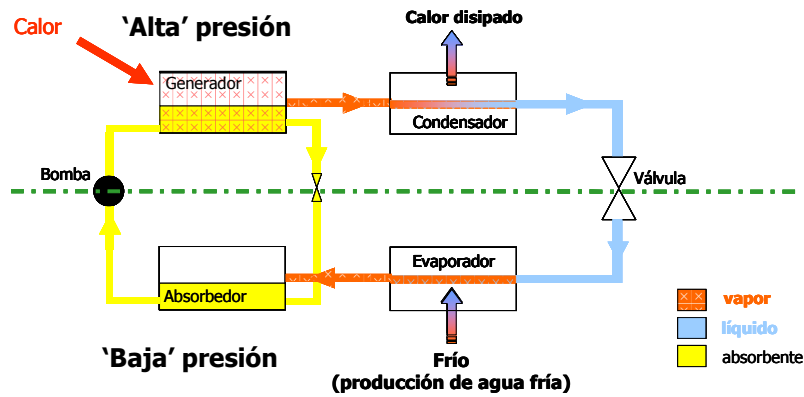 ‘Alta’ presión
Calor disipado
Calor
Generador
Condensador
Bomba
Válvula
Evaporador
Absorbedor
vapor
líquido
absorbente
‘Baja’ presión
Frío
(producción de agua fría)